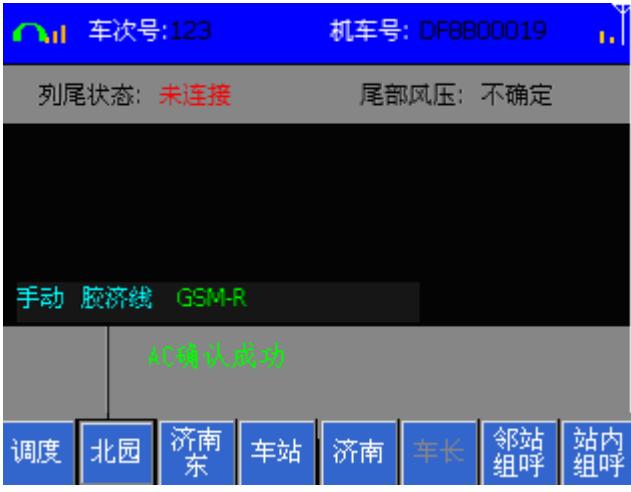 车次号:123 机车号: DF8B00019
列尾状态: 未连接 尾部风压: 不确定
手动 胶济线 GSM-R
AC确认成功
调度 北园 济南东 车站 济南 车长 邻站组呼 站内组呼